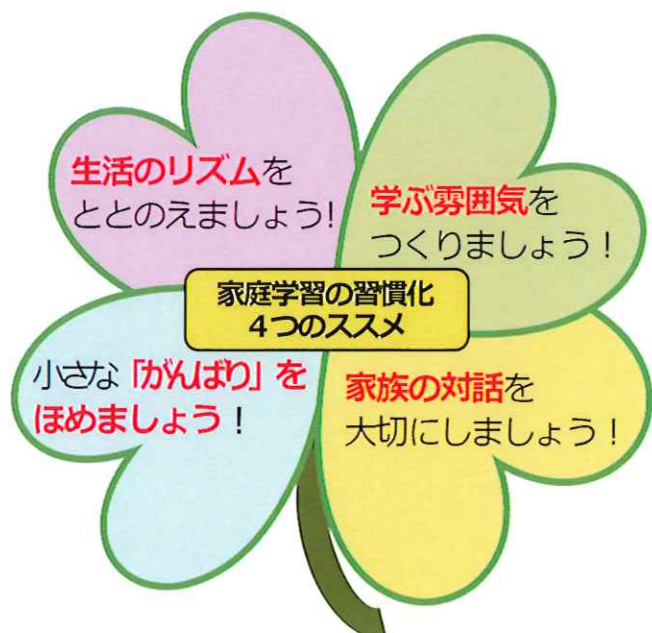 生活のリズムを
ととのえましょう!
学ぶ雰囲気を
つくりましょう！
家庭学習の習慣化
４つのススメ
小さな「がんばり」を
ほめましょう！
家族の対話を
大切にしましょう！